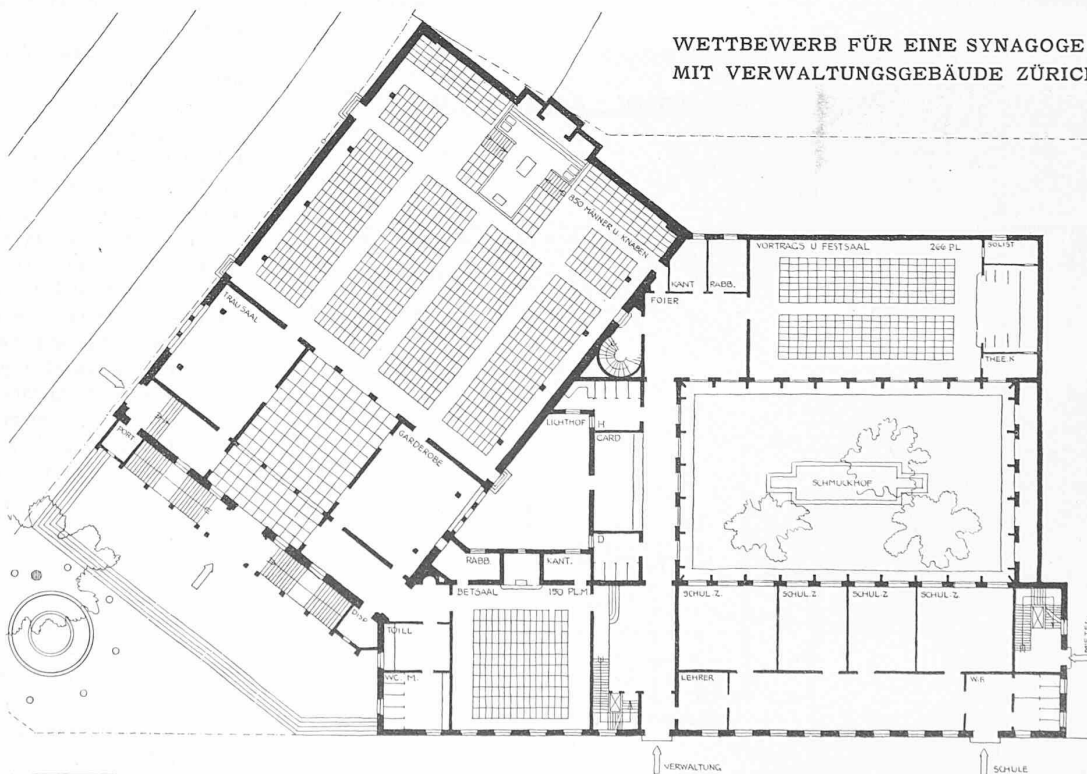 WETTBEWERB FÜR EINE SYNAGOGE
MIT VERWALTUNGSGEBÄUDE ZÜRICH
850 MÄNNER U. KNABEN
VORTRAGS U FESTSAAL 266 PL
SOLIST
KANT
RABB.
FOIER
TRAUSAAL
THEE.K
LICHTHOF
H
CARD
GARDEROBE
PORT
SCHMUCKHOF
D
RABB.
KANT.
BETSAAL 150 PL.M
SCHUL-Z.
SCHUL-Z
SCHUL-Z
SCHUL-Z.
DISP
TOILL
WC. M.
LEHRER
VERWALTUNG
SCHULE